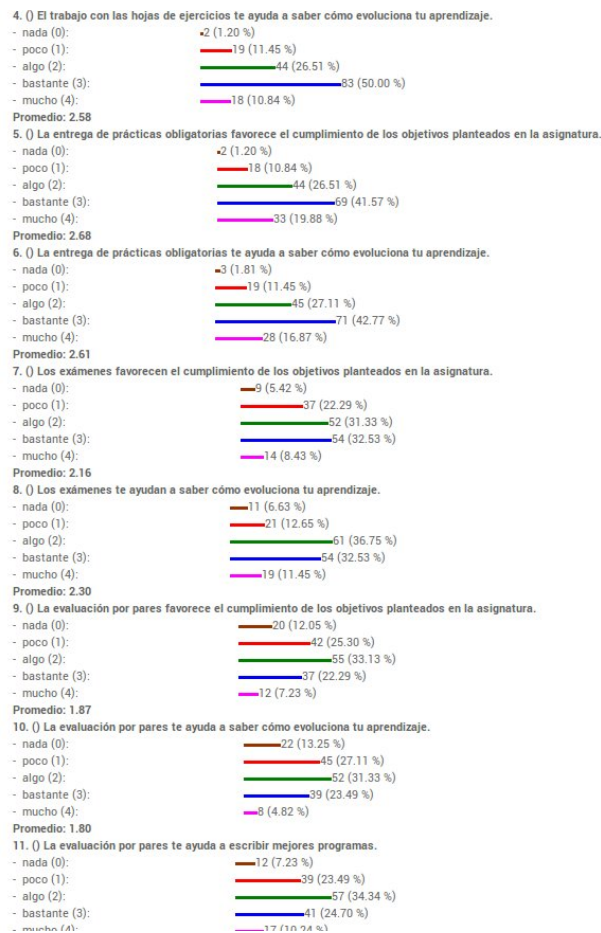 4. () El trabajo con las hojas de ejercicios te ayuda a saber cómo evoluciona tu aprendizaje.
- nada (0): 2 (1.20 %)
- poco (1): 19 (11.45 %)
- algo (2): 44 (26.51 %)
- bastante (3): 83 (50.00 %)
- mucho (4): 18 (10.84 %)
Promedio: 2.58
5. () La entrega de prácticas obligatorias favorece el cumplimiento de los objetivos planteados en la asignatura.
- nada (0): 2 (1.20 %)
- poco (1): 18 (10.84 %)
- algo (2): 44 (26.51 %)
- bastante (3): 69 (41.57 %)
- mucho (4): 33 (19.88 %)
Promedio: 2.68
6. () La entrega de prácticas obligatorias te ayuda a saber cómo evoluciona tu aprendizaje.
- nada (0): 3 (1.81 %)
- poco (1): 19 (11.45 %)
- algo (2): 45 (27.11 %)
- bastante (3): 71 (42.77 %)
- mucho (4): 28 (16.87 %)
Promedio: 2.61
7. () Los exámenes favorecen el cumplimiento de los objetivos planteados en la asignatura.
- nada (0): 9 (5.42 %)
- poco (1): 37 (22.29 %)
- algo (2): 52 (31.33 %)
- bastante (3): 54 (32.53 %)
- mucho (4): 14 (8.43 %)
Promedio: 2.16
8. () Los exámenes te ayudan a saber cómo evoluciona tu aprendizaje.
- nada (0): 11 (6.63 %)
- poco (1): 21 (12.65 %)
- algo (2): 61 (36.75 %)
- bastante (3): 54 (32.53 %)
- mucho (4): 19 (11.45 %)
Promedio: 2.30
9. () La evaluación por pares favorece el cumplimiento de los objetivos planteados en la asignatura.
- nada (0): 20 (12.05 %)
- poco (1): 42 (25.30 %)
- algo (2): 55 (33.13 %)
- bastante (3): 37 (22.29 %)
- mucho (4): 12 (7.23 %)
Promedio: 1.87
10. () La evaluación por pares te ayuda a saber cómo evoluciona tu aprendizaje.
- nada (0): 22 (13.25 %)
- poco (1): 45 (27.11 %)
- algo (2): 52 (31.33 %)
- bastante (3): 39 (23.49 %)
- mucho (4): 8 (4.82 %)
Promedio: 1.80
11. () La evaluación por pares te ayuda a escribir mejores programas.
- nada (0): 12 (7.23 %)
- poco (1): 39 (23.49 %)
- algo (2): 57 (34.34 %)
- bastante (3): 41 (24.70 %)
- mucho (4): 17 (10.24 %)